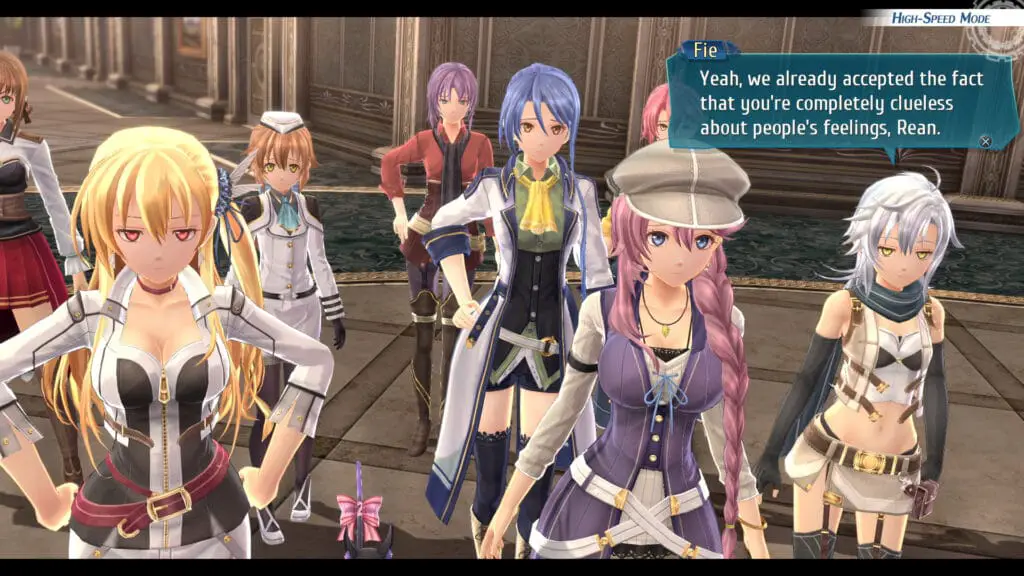 HIGH-SPEED MODE
Fie
Yeah, we already accepted the fact
that you're completely clueless
about people's feelings, Rean.